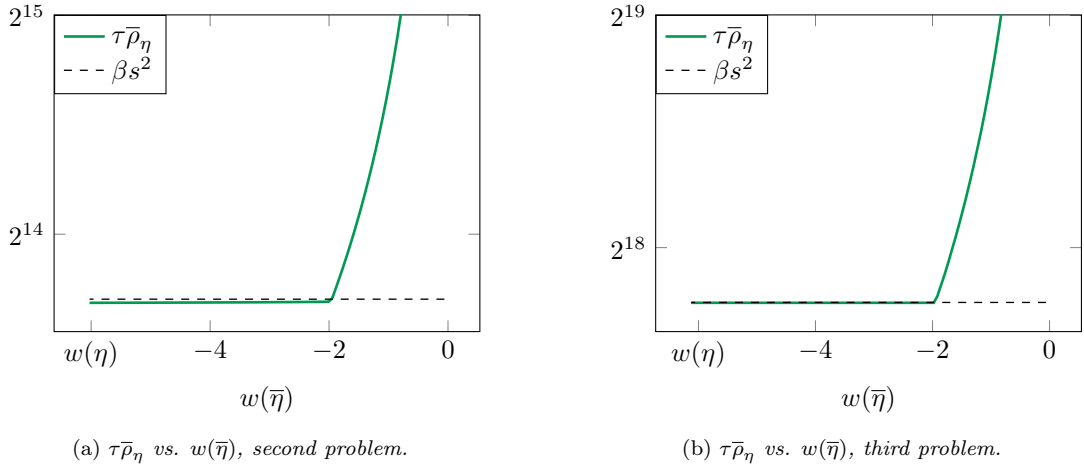 2^15
τρ̅_η
βs^2
2^14
w(η) −4 −2 0
w(η̅)
(a) τρ̅_η vs. w(η̅), second problem.
2^19
τρ̅_η
βs^2
2^18
w(η) −4 −2 0
w(η̅)
(b) τρ̅_η vs. w(η̅), third problem.